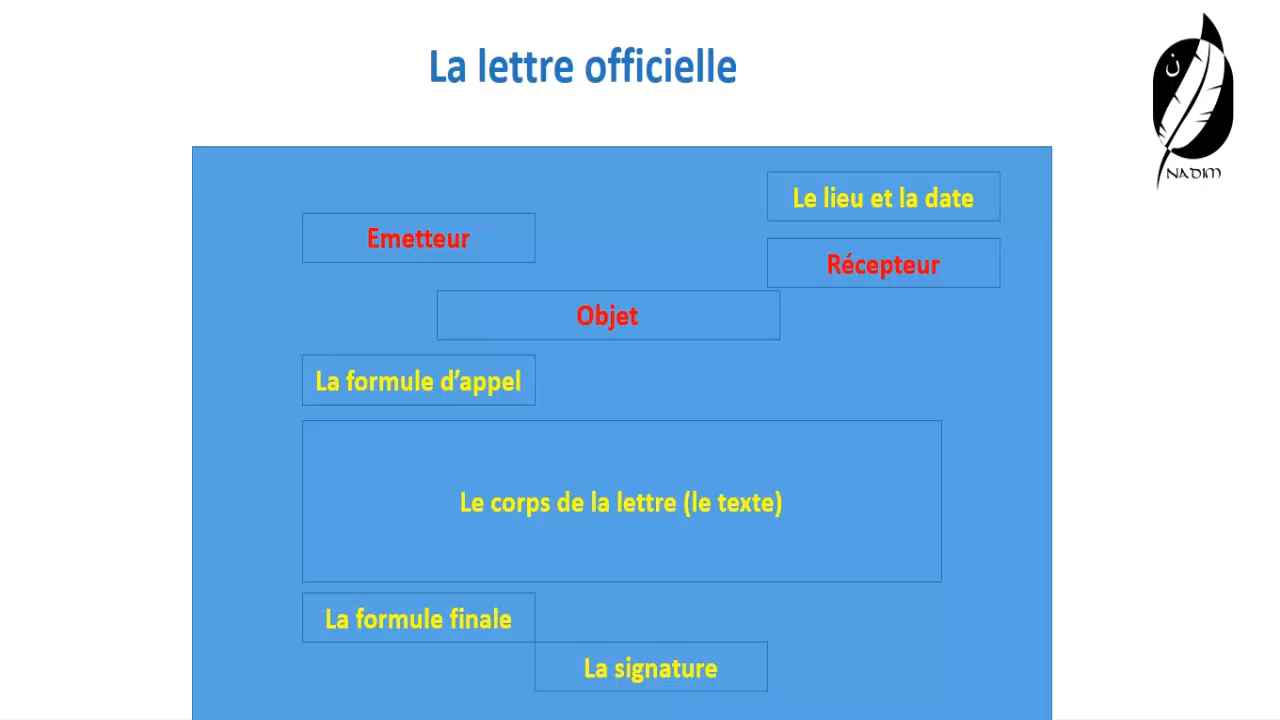 La lettre officielle
ن
NADIM
Le lieu et la date
Emetteur
Récepteur
Objet
La formule d’appel
Le corps de la lettre (le texte)
La formule finale
La signature